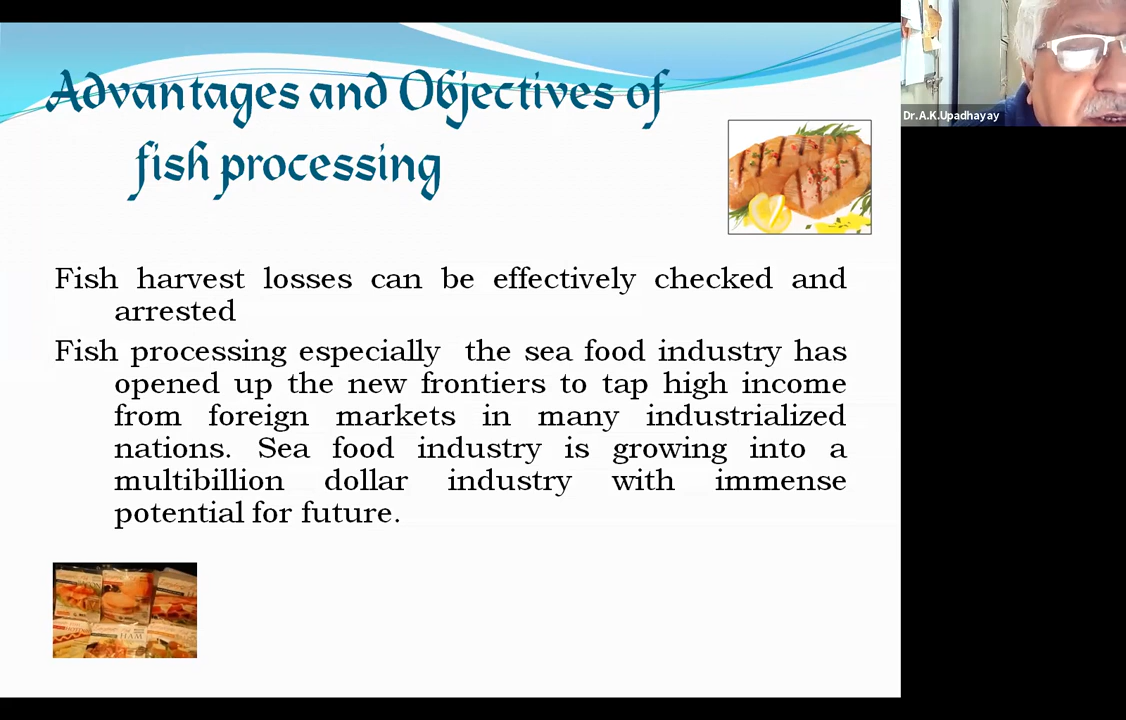 Advantages and Objectives of
fish processing
Dr.A.K.Upadhayay
Fish harvest losses can be effectively checked and
arrested
Fish processing especially the sea food industry has
opened up the new frontiers to tap high income
from foreign markets in many industrialized
nations. Sea food industry is growing into a
multibillion dollar industry with immense
potential for future.